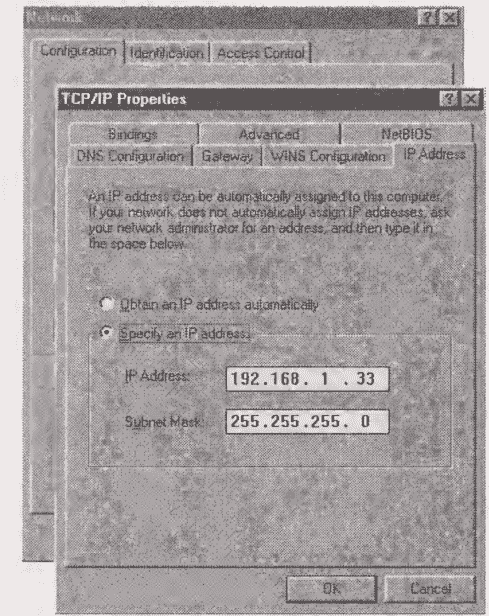 Network
Configuration Identification Access Control
TCP/IP Properties
Bindings Advanced NetBIOS
DNS Configuration Gateway WINS Configuration IP Address
An IP address can be automatically assigned to this computer.
If your network does not automatically assign IP addresses, ask
your network administrator for an address, and then type it in
the space below.
Obtain an IP address automatically
Specify an IP address:
IP Address: 192.168. 1 .33
Subnet Mask: 255.255.255. 0
OK Cancel